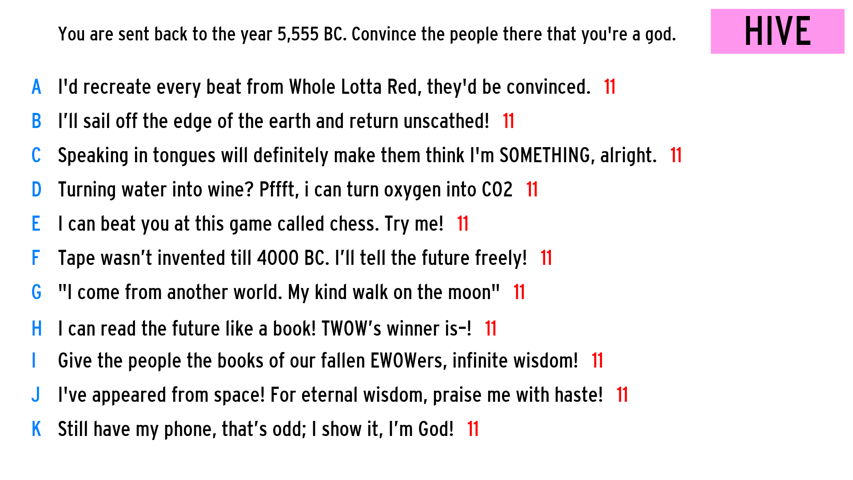 You are sent back to the year 5,555 BC. Convince the people there that you're a god.
HIVE
A I'd recreate every beat from Whole Lotta Red, they'd be convinced. 11
B I’ll sail off the edge of the earth and return unscathed! 11
C Speaking in tongues will definitely make them think I'm SOMETHING, alright. 11
D Turning water into wine? Pffft, i can turn oxygen into CO2 11
E I can beat you at this game called chess. Try me! 11
F Tape wasn’t invented till 4000 BC. I’ll tell the future freely! 11
G "I come from another world. My kind walk on the moon" 11
H I can read the future like a book! TWOW’s winner is-! 11
I Give the people the books of our fallen EWOWers, infinite wisdom! 11
J I've appeared from space! For eternal wisdom, praise me with haste! 11
K Still have my phone, that’s odd; I show it, I’m God! 11